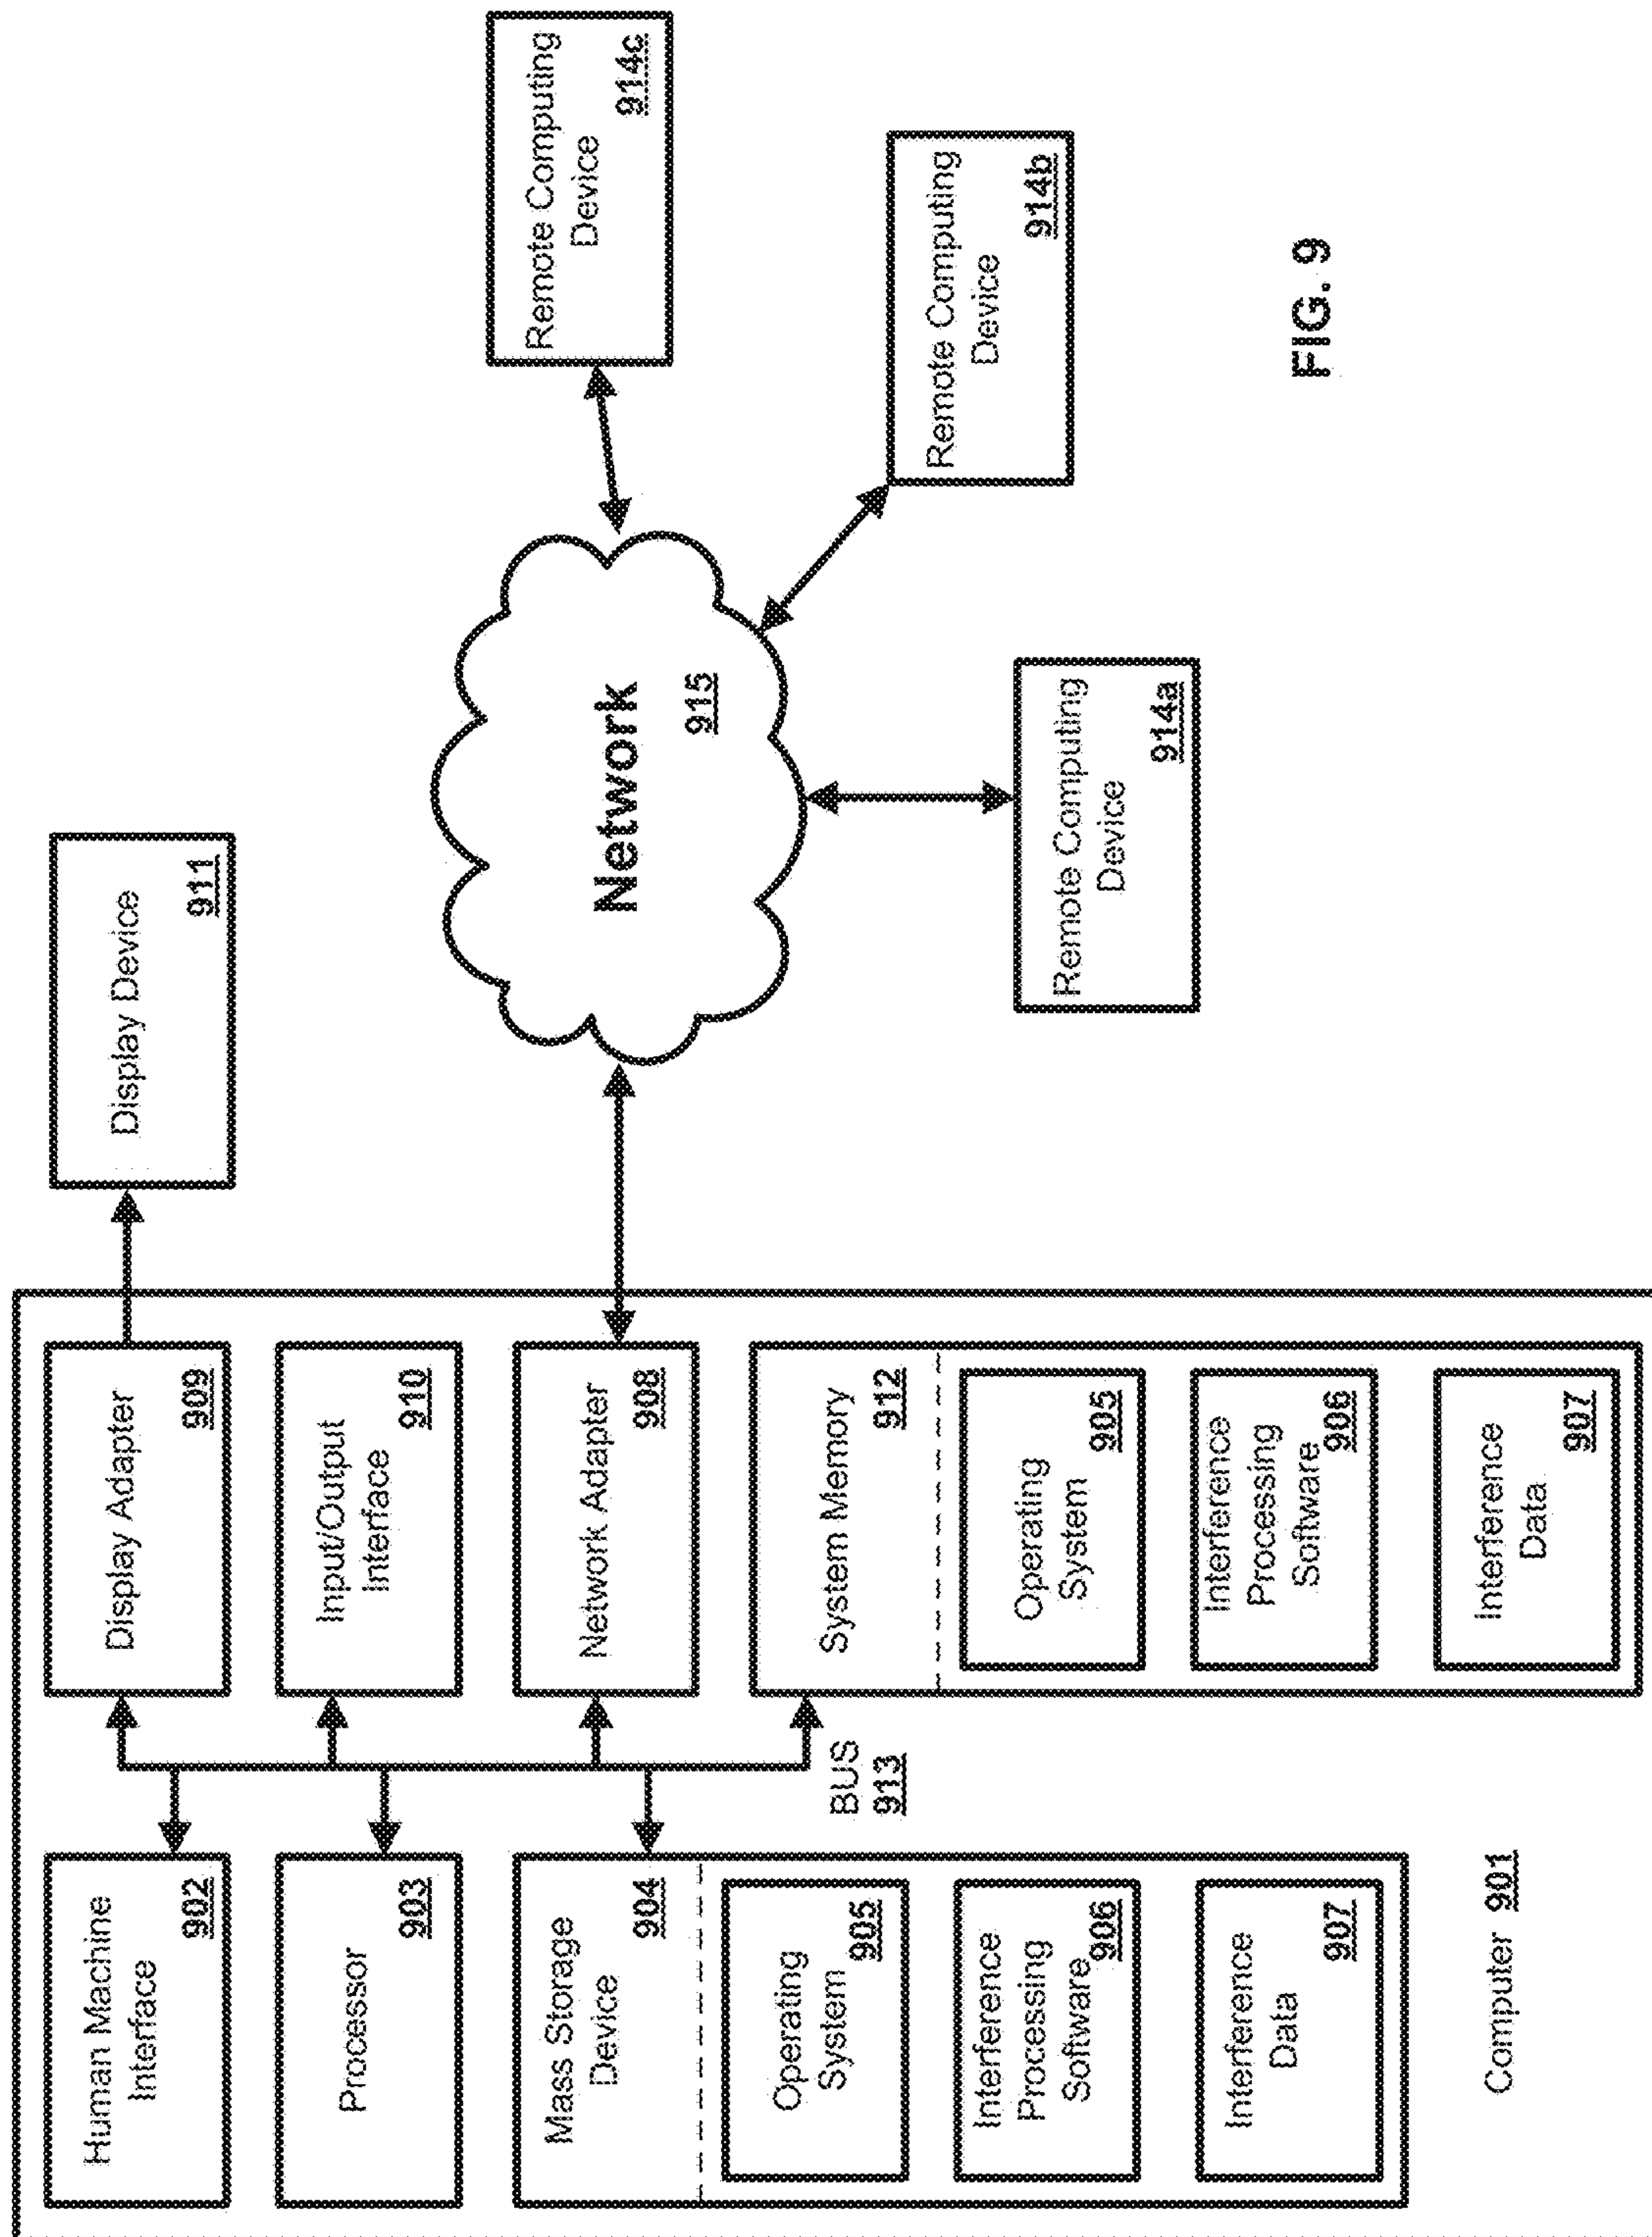 Human Machine
Interface
902
Processor
903
Mass Storage
Device
904
Operating
System
905
Interference
Processing
Software
906
Interference
Data
907
Computer 901
BUS
913
Display Adapter
909
Input/Output
Interface
910
Network Adapter
908
System Memory
912
Operating
System
905
Interference
Processing
Software
906
Interference
Data
907
Display Device
911
Network
915
Remote Computing
Device
914a
Remote Computing
Device
914b
Remote Computing
Device
914c
FIG. 9